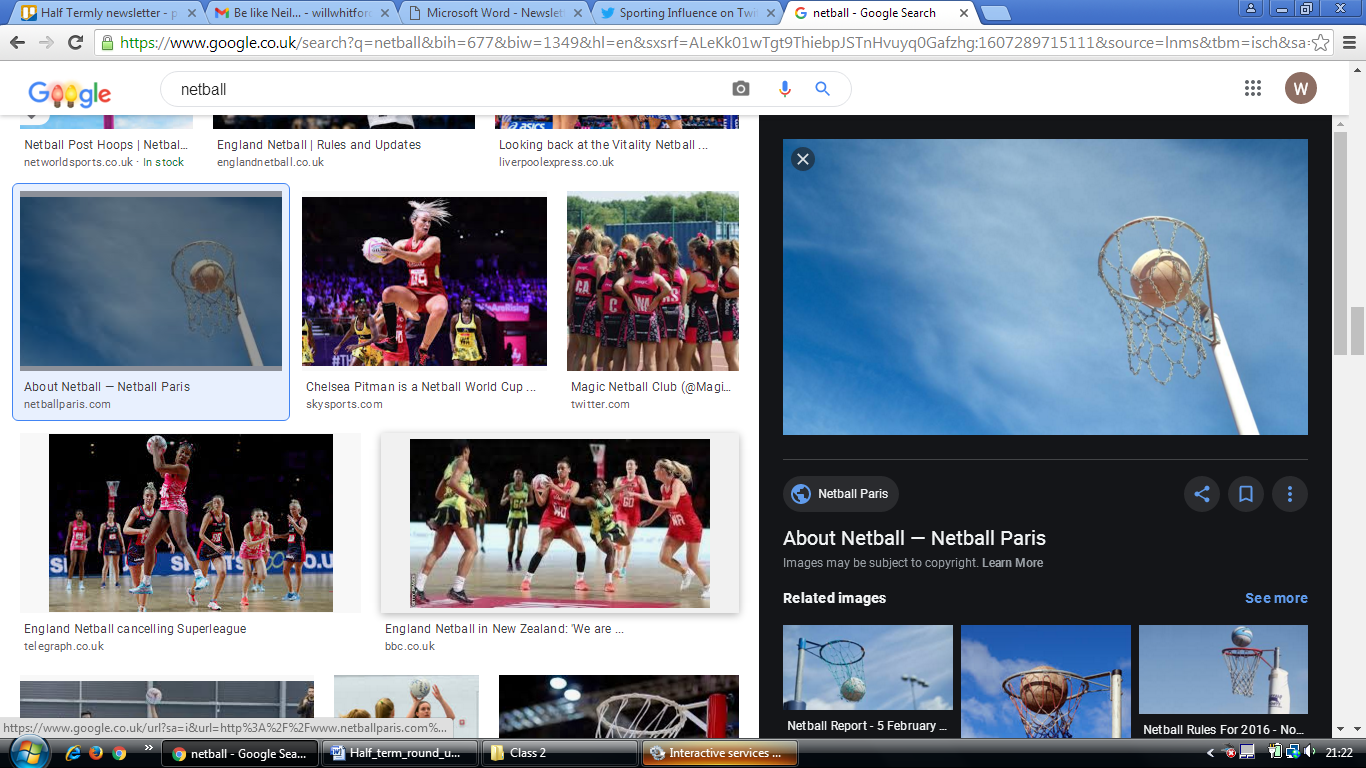 Half Termly newsletter - p
Be like Neil... - willwhitford
Microsoft Word - Newslet
Sporting Influence on Twi
netball - Google Search
https://www.google.co.uk/search?q=netball&bih=677&biw=1349&hl=en&sxsrf=ALeKk01wTgt9ThiebpJSTnHvuyq0Gafzhg:1607289715111&source=lnms&tbm=isch&sa=
Google
netball
W
Netball Post Hoops | Netbal...
networldsports.co.uk · In stock
England Netball | Rules and Updates
englandnetball.co.uk
asics
Looking back at the Vitality Netball ...
liverpoolexpress.co.uk
About Netball — Netball Paris
netballparis.com
Chelsea Pitman is a Netball World Cup ...
skysports.com
GA
C
Magic Netball Club (@Magi...
twitter.com
England Netball cancelling Superleague
telegraph.co.uk
England Netball in New Zealand: 'We are ...
bbc.co.uk
Netball Paris
About Netball — Netball Paris
Images may be subject to copyright. Learn More
Related images
See more
Netball Report - 5 February ...
Netball Rules For 2016 - No...
https://www.google.co.uk/url?sa=i&url=http%3A%2F%2Fwww.netballparis.com%...
netball - Google Sea...
Half_term_round_u...
Class 2
Interactive services ...
21:22